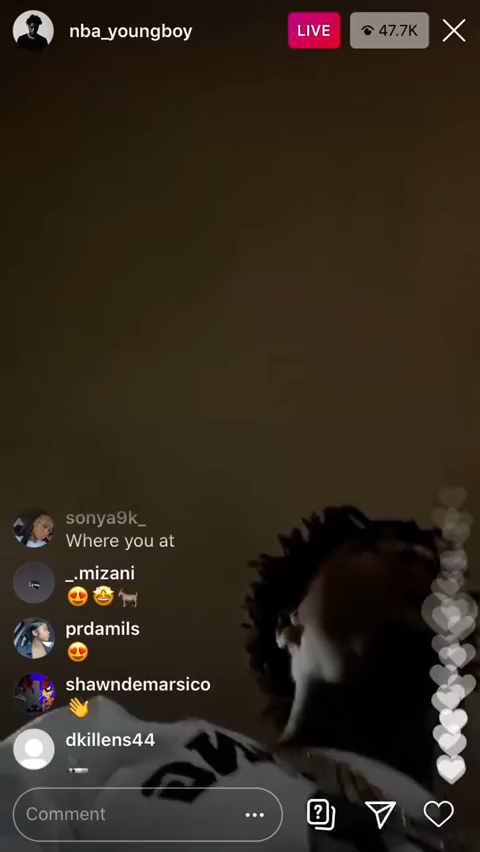 nba_youngboy
LIVE
47.7K
sonya9k_
Where you at
_.mizani
prdamils
shawndemarsico
dkillens44
Comment